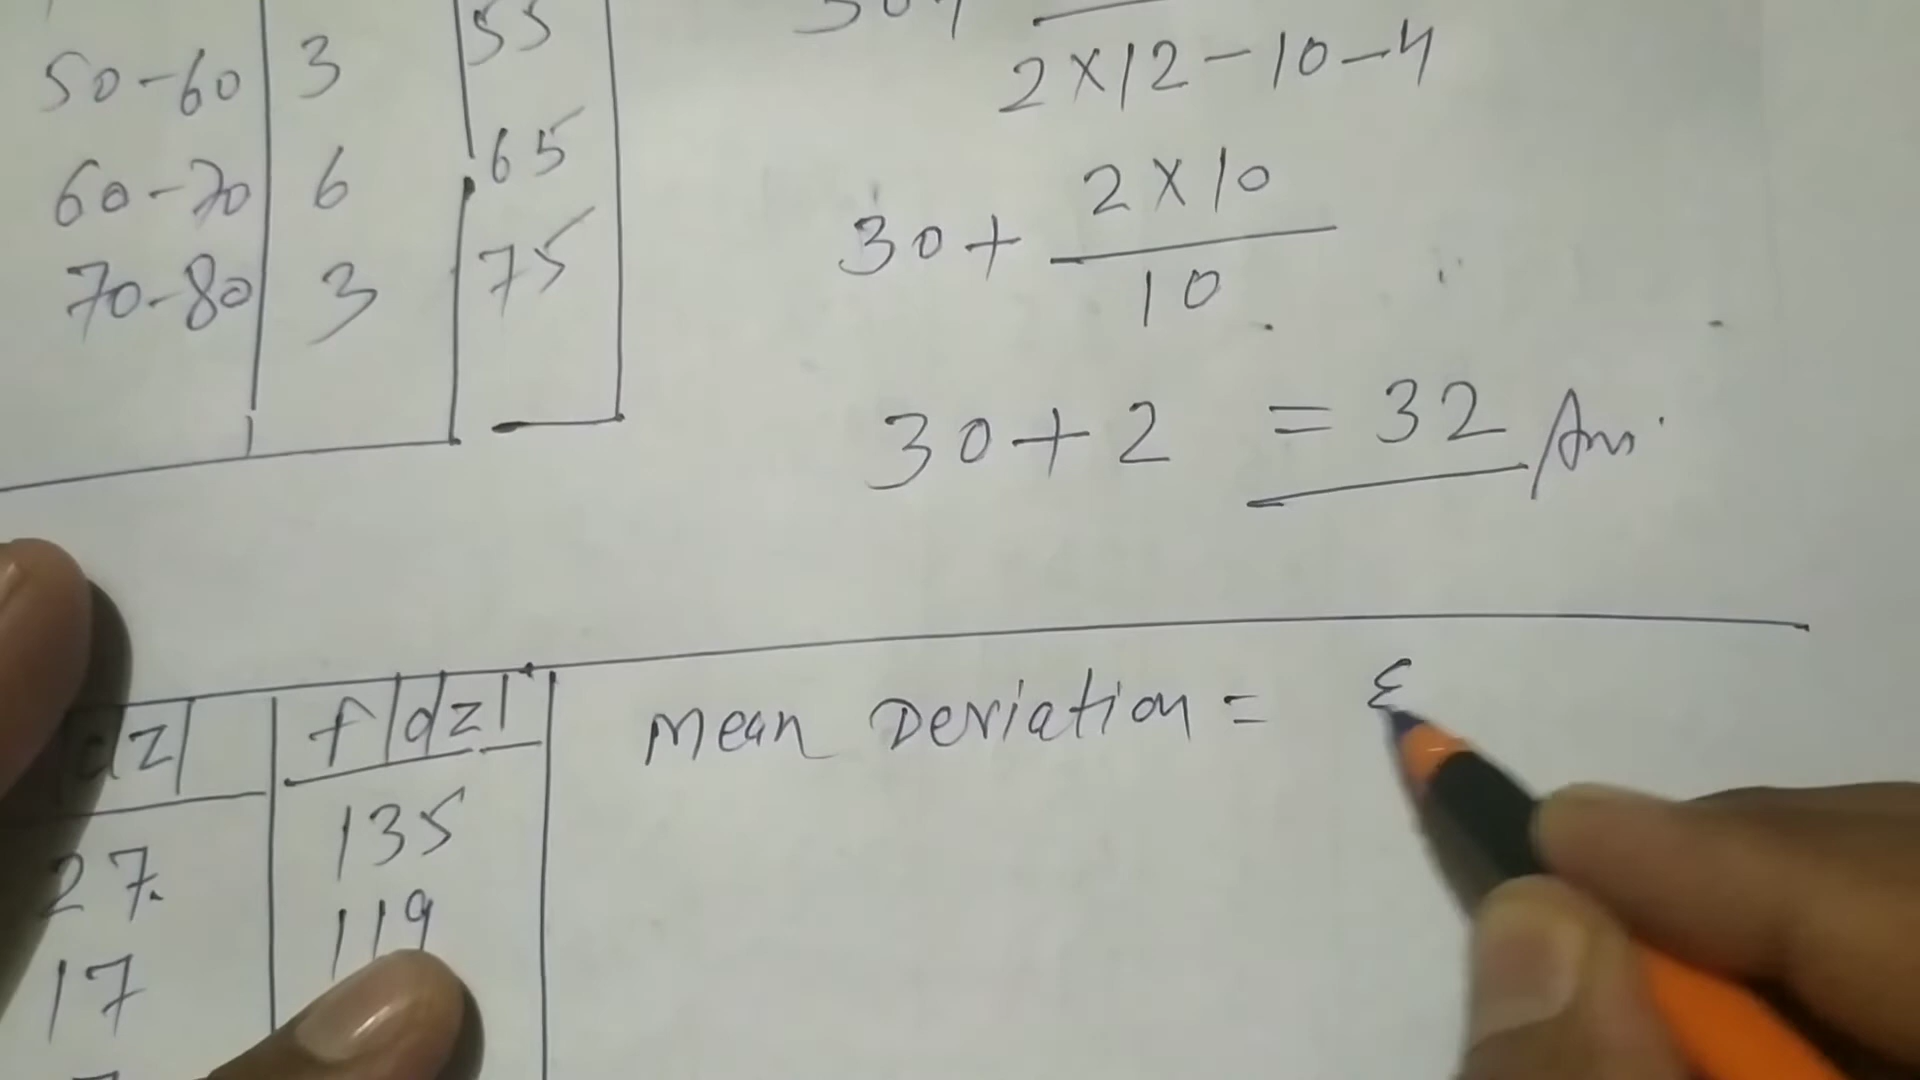 55
50-60 3
2×12-10-4
60-70 6 65
30+ 2×10
10
70-80 3 75
30+2 = 32 Ans.
dz| f|dz| Mean Deviation = Σ
27. 135
17 119